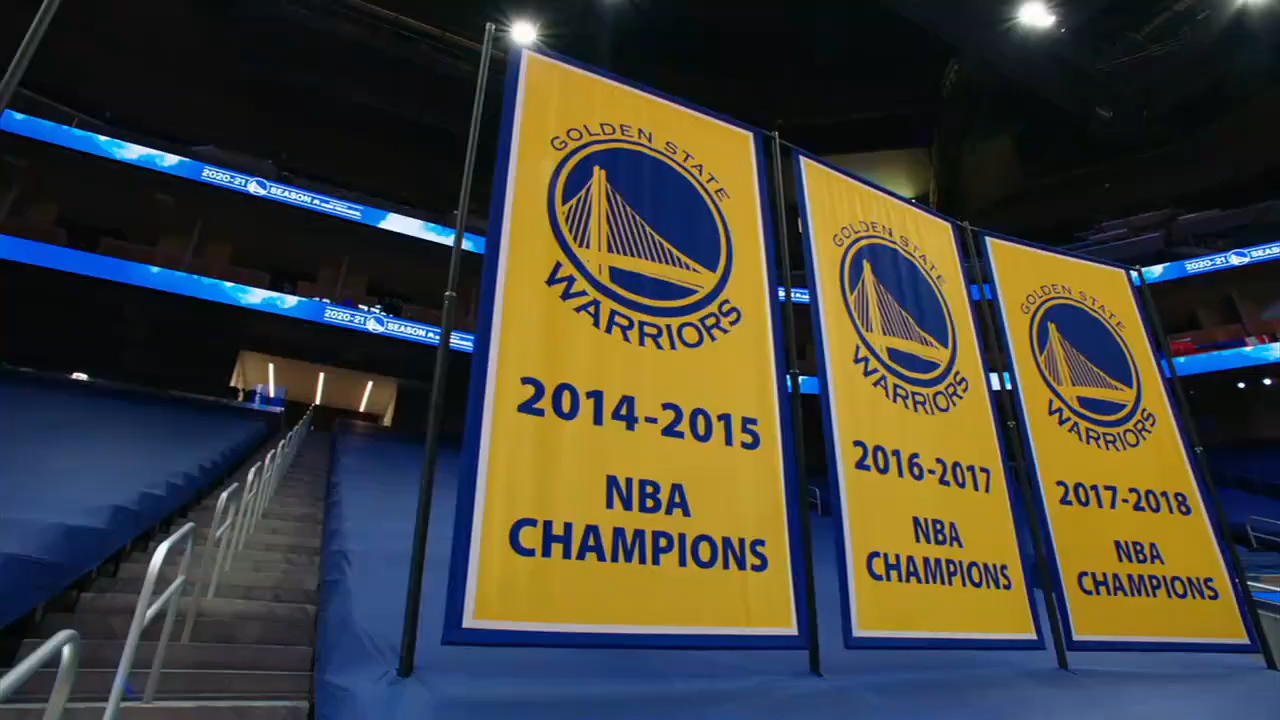 2020-21 SEASON
2020-21 SEASON
GOLDEN STATE
WARRIORS
2014-2015
NBA
CHAMPIONS
GOLDEN STATE
WARRIORS
2016-2017
NBA
CHAMPIONS
GOLDEN STATE
WARRIORS
2017-2018
NBA
CHAMPIONS
2020-21 SEASON